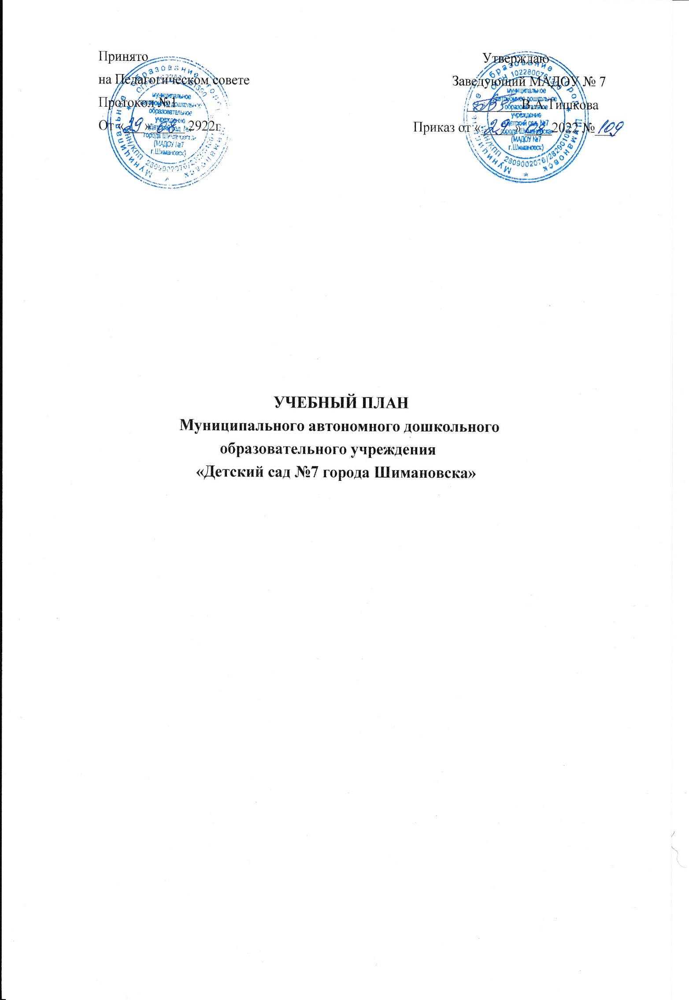 Принято
на Педагогическом совете
Протокол №1
От «29» 08 2922г.
Утверждаю
Заведующий МАДОУ № 7
В.А.Тишкова
Приказ от «29» 08 2022 № 109
муниципальное
автономное дошкольное
образовательное
учреждение
«Детский сад №7
города Шимановска»
(МАДОУ №7
г.Шимановск)
муниципальное
автономное дошкольное
образовательное
учреждение
«Детский сад №7
города Шимановска»
(МАДОУ №7
г.Шимановск)
УЧЕБНЫЙ ПЛАН
Муниципального автономного дошкольного
образовательного учреждения
«Детский сад №7 города Шимановска»